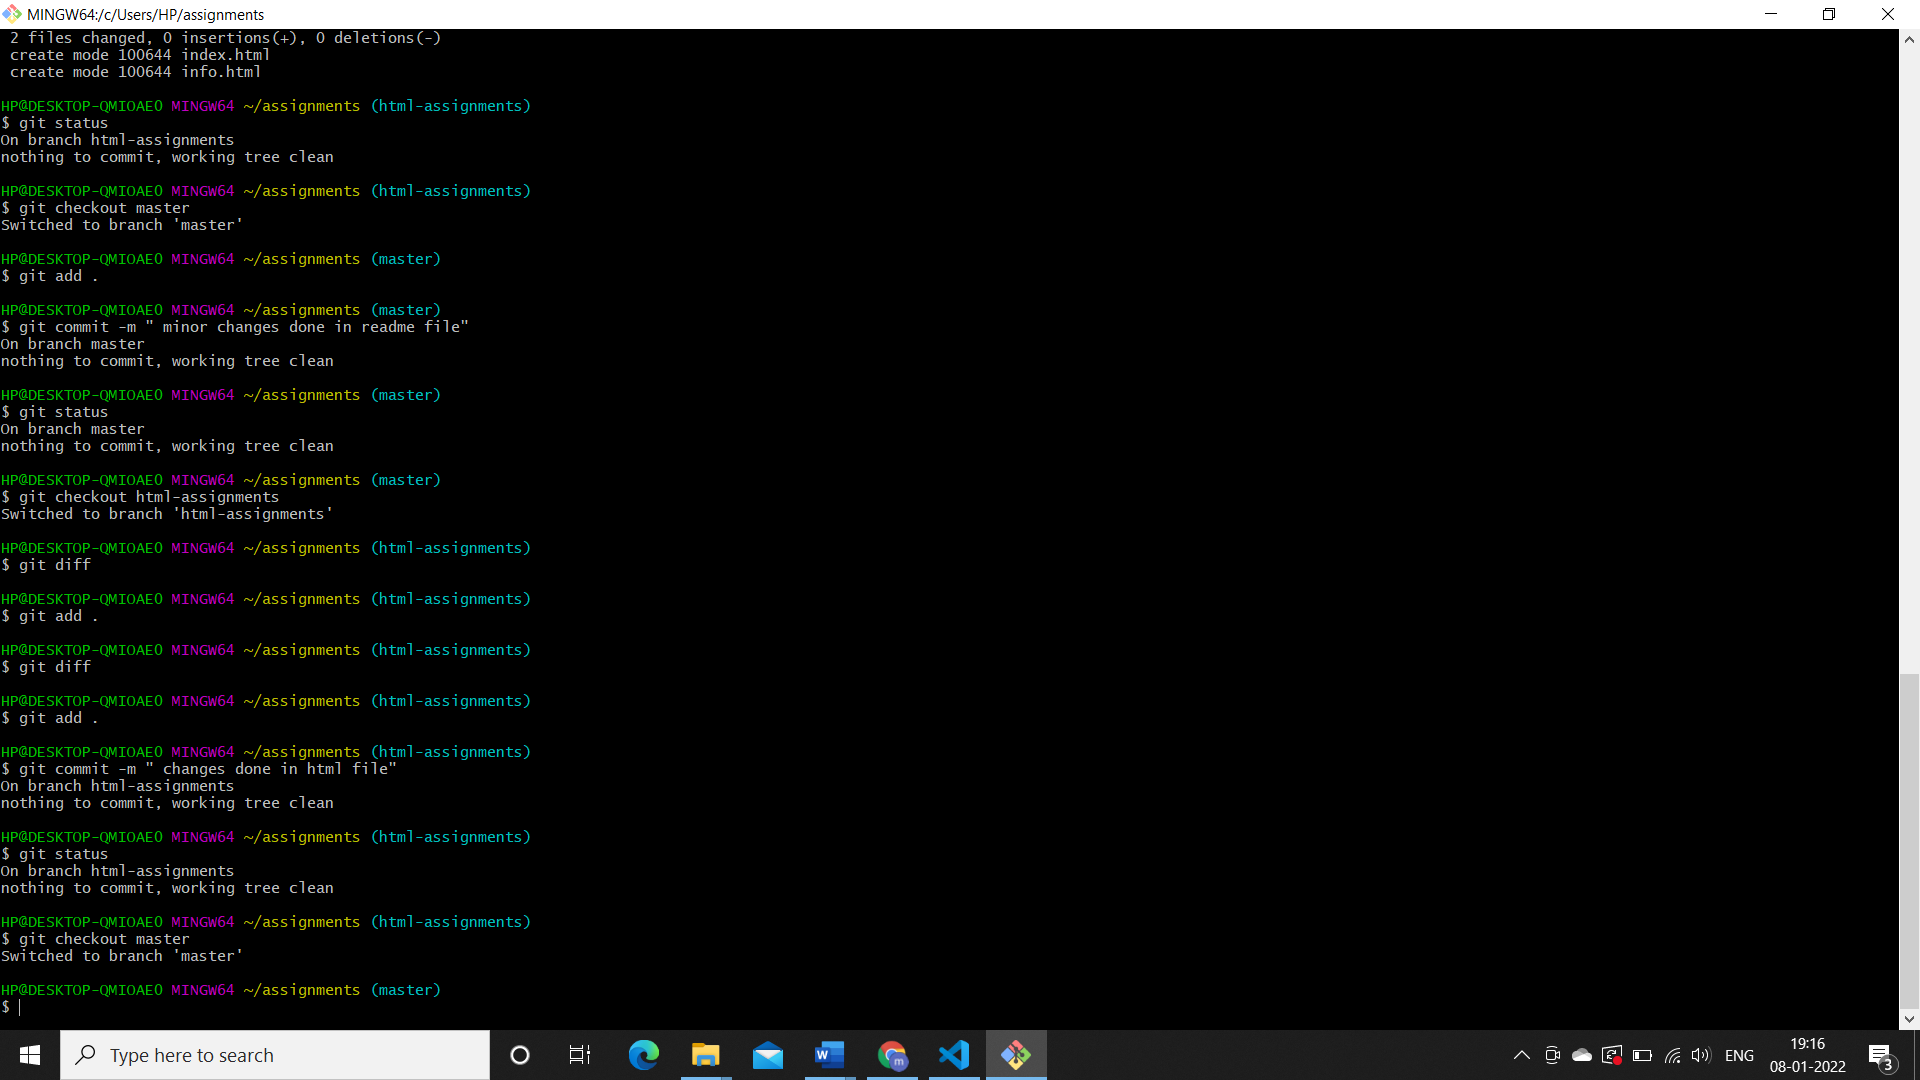 MINGW64:/c/Users/HP/assignments
 2 files changed, 0 insertions(+), 0 deletions(-)
 create mode 100644 index.html
 create mode 100644 info.html
HP@DESKTOP-QMIOAEO MINGW64 ~/assignments (html-assignments)
$ git status
On branch html-assignments
nothing to commit, working tree clean
HP@DESKTOP-QMIOAEO MINGW64 ~/assignments (html-assignments)
$ git checkout master
Switched to branch 'master'
HP@DESKTOP-QMIOAEO MINGW64 ~/assignments (master)
$ git add .
HP@DESKTOP-QMIOAEO MINGW64 ~/assignments (master)
$ git commit -m " minor changes done in readme file"
On branch master
nothing to commit, working tree clean
HP@DESKTOP-QMIOAEO MINGW64 ~/assignments (master)
$ git status
On branch master
nothing to commit, working tree clean
HP@DESKTOP-QMIOAEO MINGW64 ~/assignments (master)
$ git checkout html-assignments
Switched to branch 'html-assignments'
HP@DESKTOP-QMIOAEO MINGW64 ~/assignments (html-assignments)
$ git diff
HP@DESKTOP-QMIOAEO MINGW64 ~/assignments (html-assignments)
$ git add .
HP@DESKTOP-QMIOAEO MINGW64 ~/assignments (html-assignments)
$ git diff
HP@DESKTOP-QMIOAEO MINGW64 ~/assignments (html-assignments)
$ git add .
HP@DESKTOP-QMIOAEO MINGW64 ~/assignments (html-assignments)
$ git commit -m " changes done in html file"
On branch html-assignments
nothing to commit, working tree clean
HP@DESKTOP-QMIOAEO MINGW64 ~/assignments (html-assignments)
$ git status
On branch html-assignments
nothing to commit, working tree clean
HP@DESKTOP-QMIOAEO MINGW64 ~/assignments (html-assignments)
$ git checkout master
Switched to branch 'master'
HP@DESKTOP-QMIOAEO MINGW64 ~/assignments (master)
$
Type here to search
W
m
ENG
19:16
08-01-2022
3